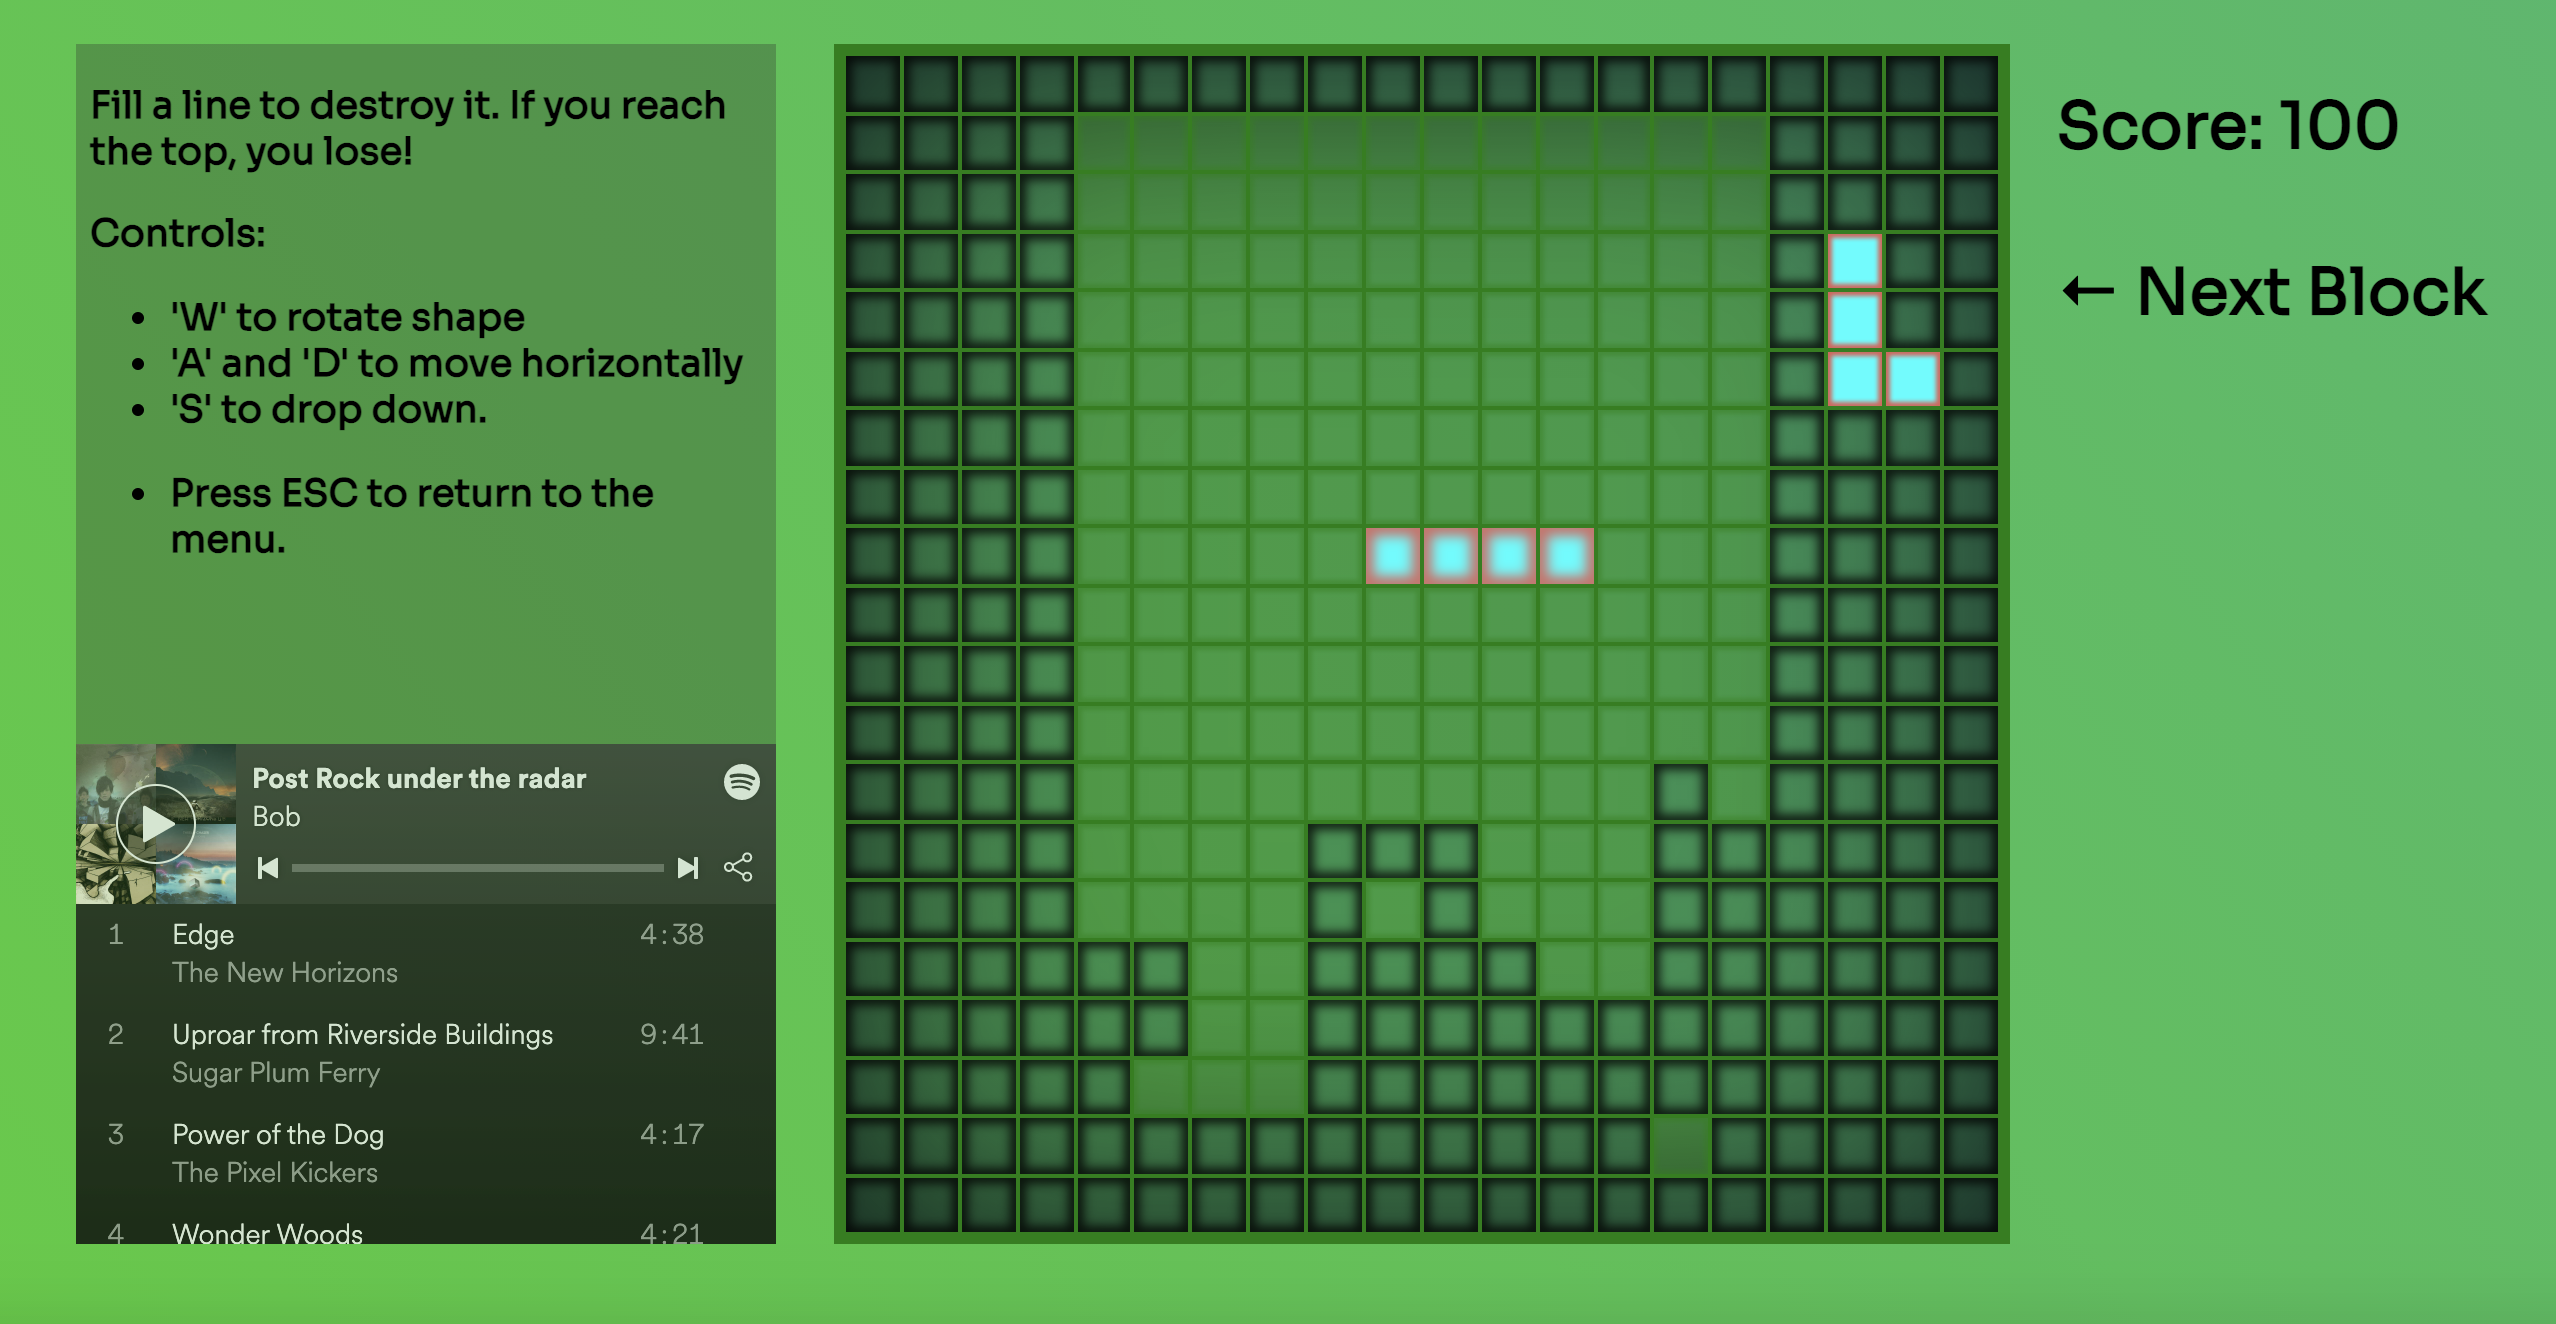 Fill a line to destroy it. If you reach
the top, you lose!
Controls:
'W' to rotate shape
'A' and 'D' to move horizontally
'S' to drop down.
Press ESC to return to the
menu.
Post Rock under the radar
Bob
1 Edge 4:38
The New Horizons
2 Uproar from Riverside Buildings 9:41
Sugar Plum Ferry
3 Power of the Dog 4:17
The Pixel Kickers
4 Wonder Woods 4:21
Score: 100
← Next Block